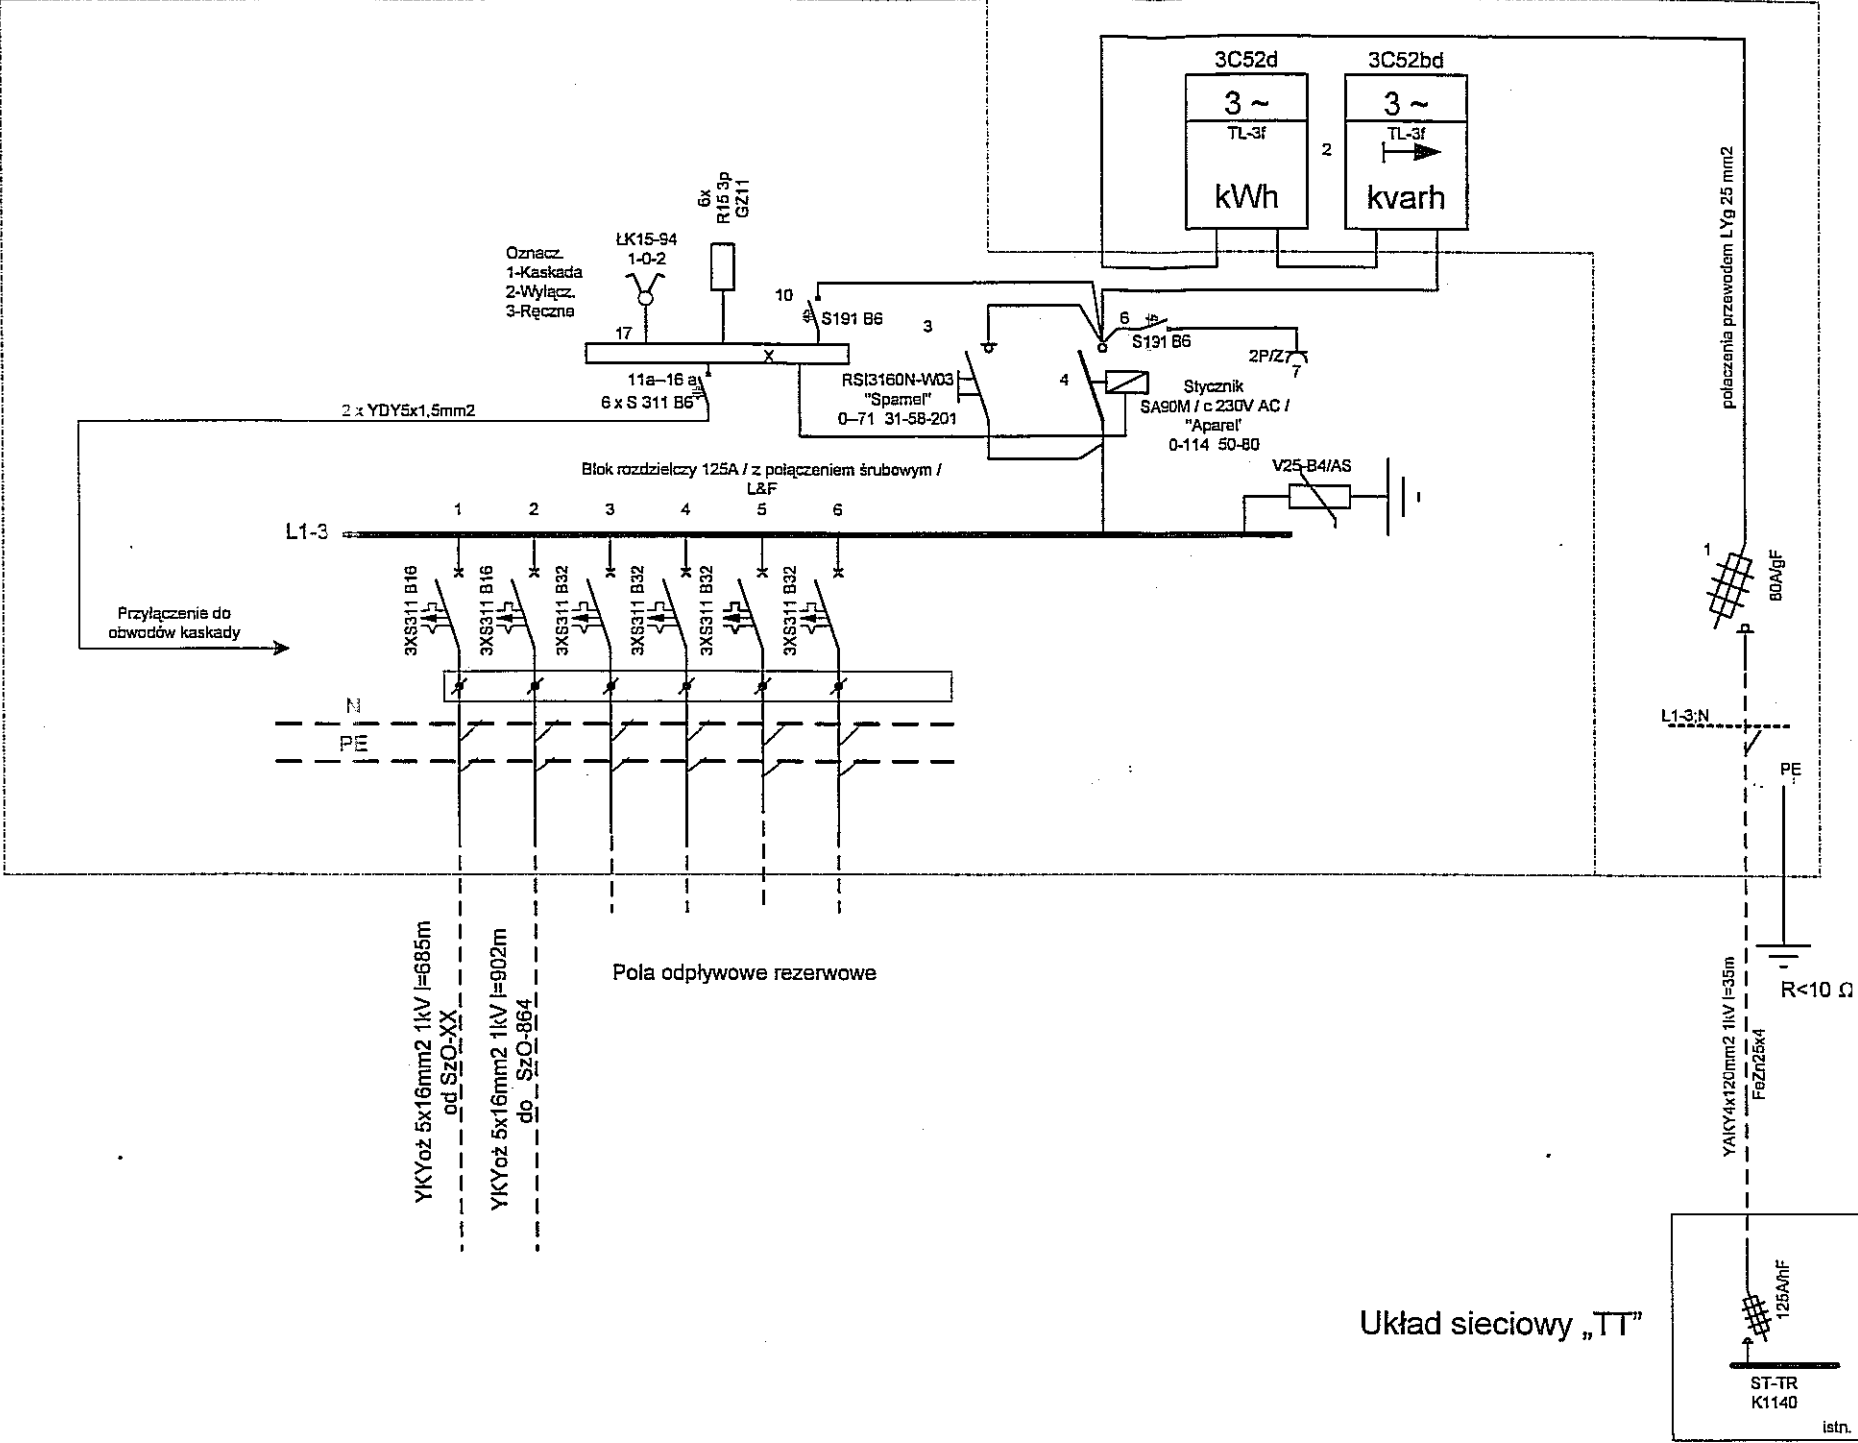 3C52d
3 ~
TL-3f
kWh
2
3C52bd
3 ~
TL-3f
kvarh
połączenia przewodem LYg 25 mm2
6x
R15 3p
GZ11
Oznacz.
1-Kaskada
2-Wyłącz.
3-Ręczne
ŁK15-94
1-0-2
17
X
10
S191 B6
3
6
S191 B6
2P/Z
7
11a–16 a
6 x S 311 B6
2 x YDY5x1,5mm2
RSI3160N-W03
"Spamel"
0–71 31-58-201
4
Stycznik
SA90M / c 230V AC /
"Aparel'
0-114 50-80
Blok rozdzielczy 125A / z połączeniem śrubowym /
L&F
V25-B4/AS
L1-3
1
2
3
4
5
6
3XS311 B16
3XS311 B16
3XS311 B32
3XS311 B32
3XS311 B32
3XS311 B32
Przyłączenie do
obwodów kaskady
N
PE
1
80A/gF
L1-3;N
PE
R<10 Ω
YKYoż 5x16mm2 1kV l=685m
od SzO-XX
YKYoż 5x16mm2 1kV l=902m
do SzO-864
Pola odpływowe rezerwowe
YAKY4x120mm2 1kV l=35m
FeZn25x4
Układ sieciowy „TT”
125A/hF
ST-TR
K1140
istn.